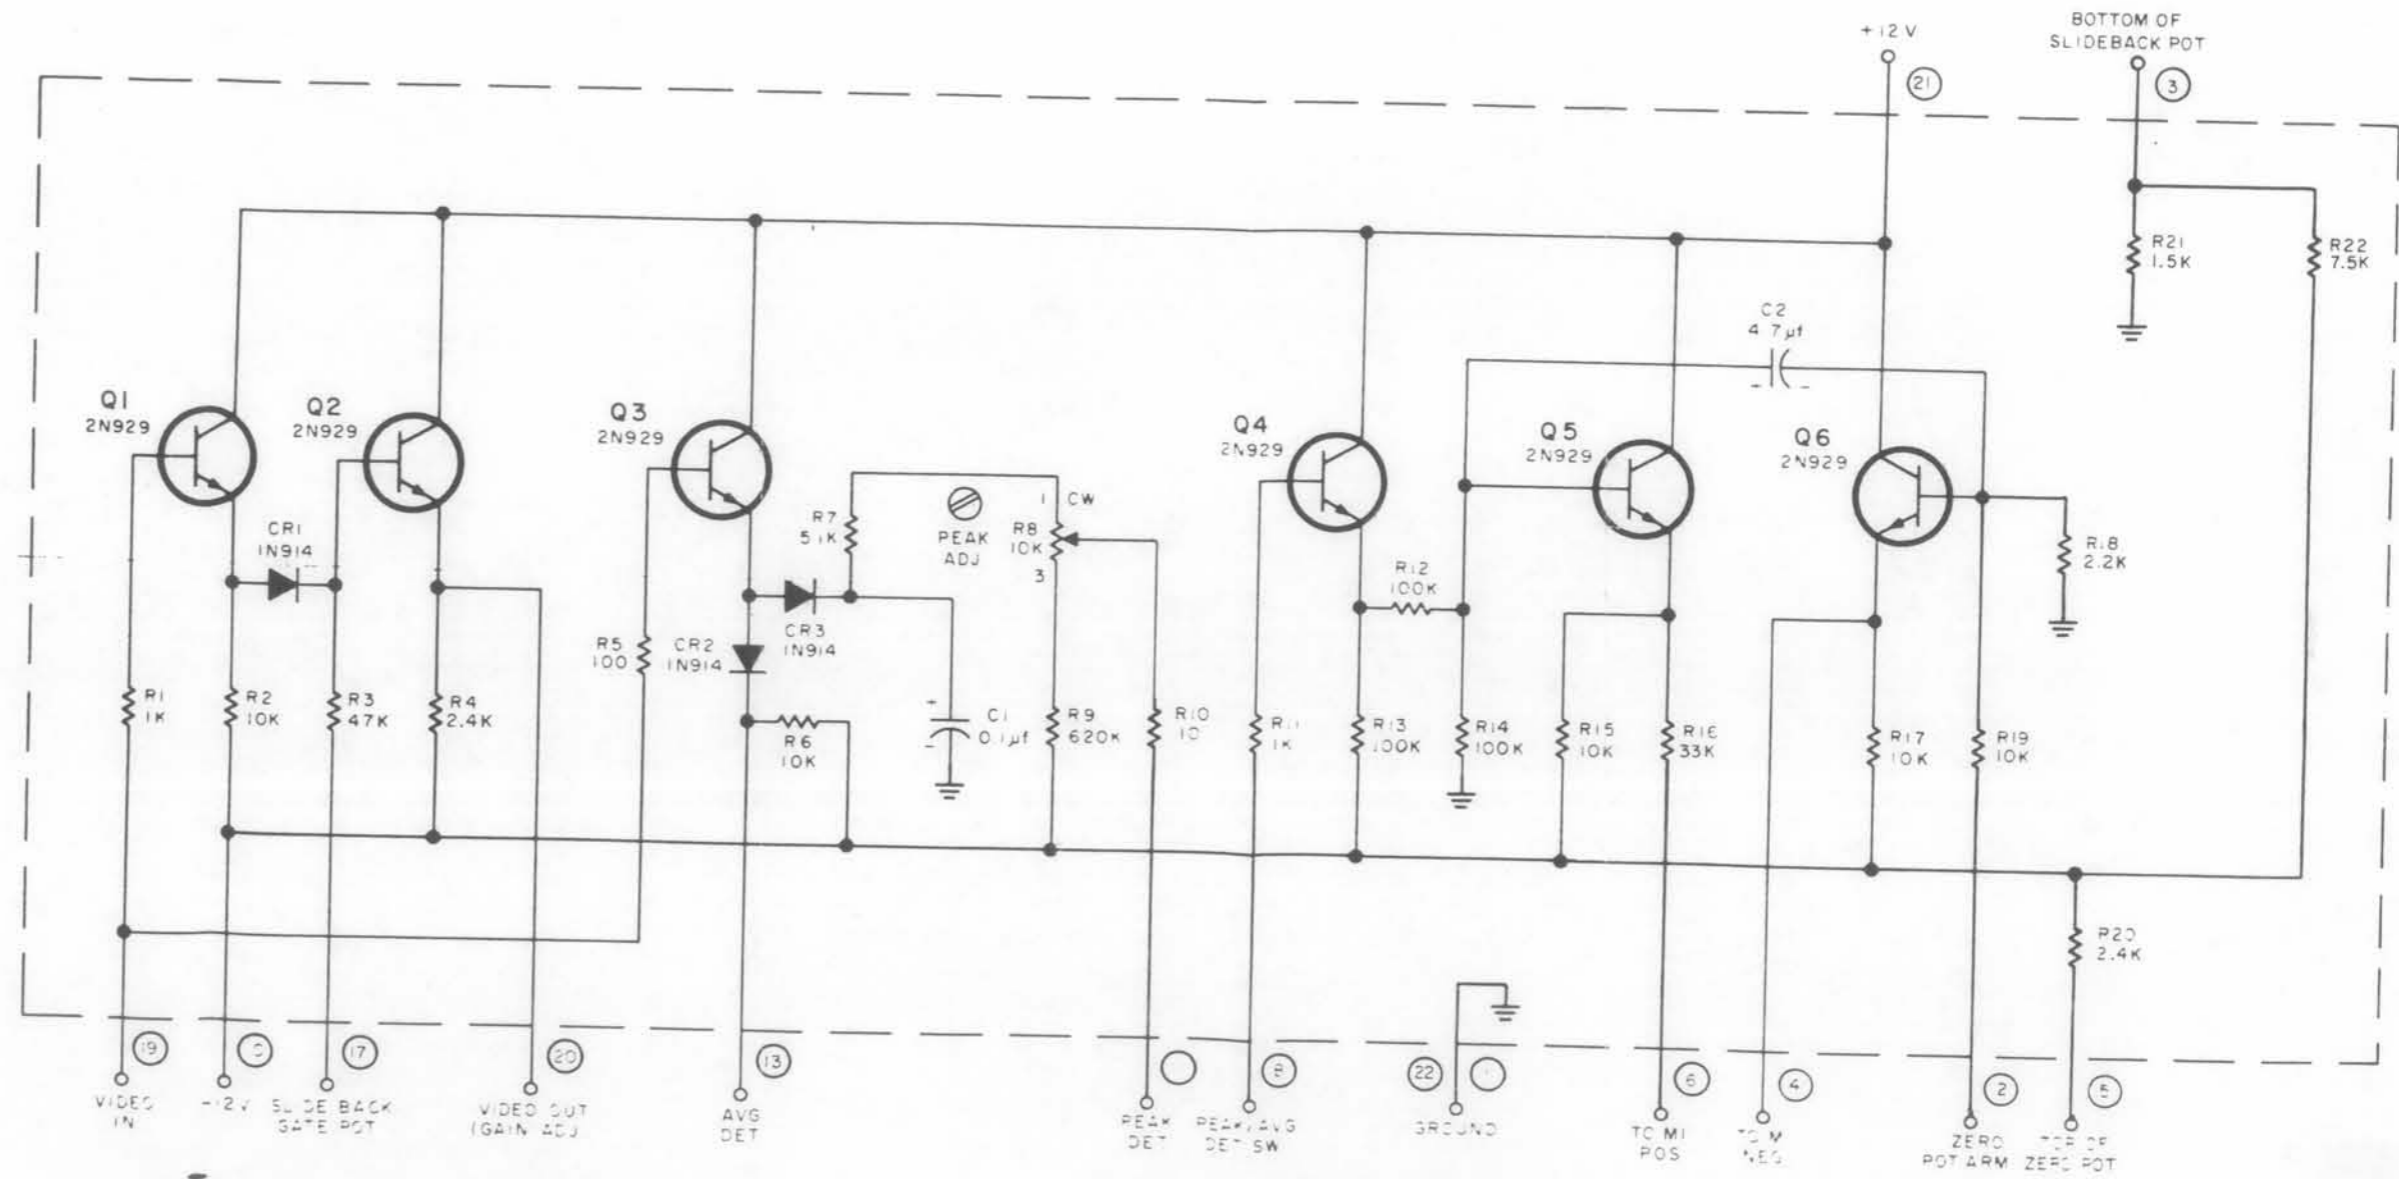 +12 V
21
BOTTOM OF
SLIDEBACK POT
3
R21
1.5K
R22
7.5K
C2
4.7µf
+
-
Q1
2N929
Q2
2N929
Q3
2N929
Q4
2N929
Q5
2N929
Q6
2N929
CR1
1N914
R7
5.1K
PEAK
ADJ
1 CW
R8
10K
3
R12
100K
R18
2.2K
R5
100
CR2
1N914
CR3
1N914
R1
1K
R2
10K
R3
47K
R4
2.4K
R6
10K
+
-
C1
0.1µf
R9
620K
R10
10
R11
1K
R13
100K
R14
100K
R15
10K
R16
33K
R17
10K
R19
10K
R20
2.4K
19
VIDEO
IN
-12V
17
SLIDE BACK
GATE POT
20
VIDEO OUT
(GAIN ADJ
13
AVG
DET
PEAK
DET
8
PEAK/AVG
DET SW
22
GROUND
6
TO M1
POS
4
TO M
NEG
2
ZERO
POT ARM
5
TOP OF
ZERO POT